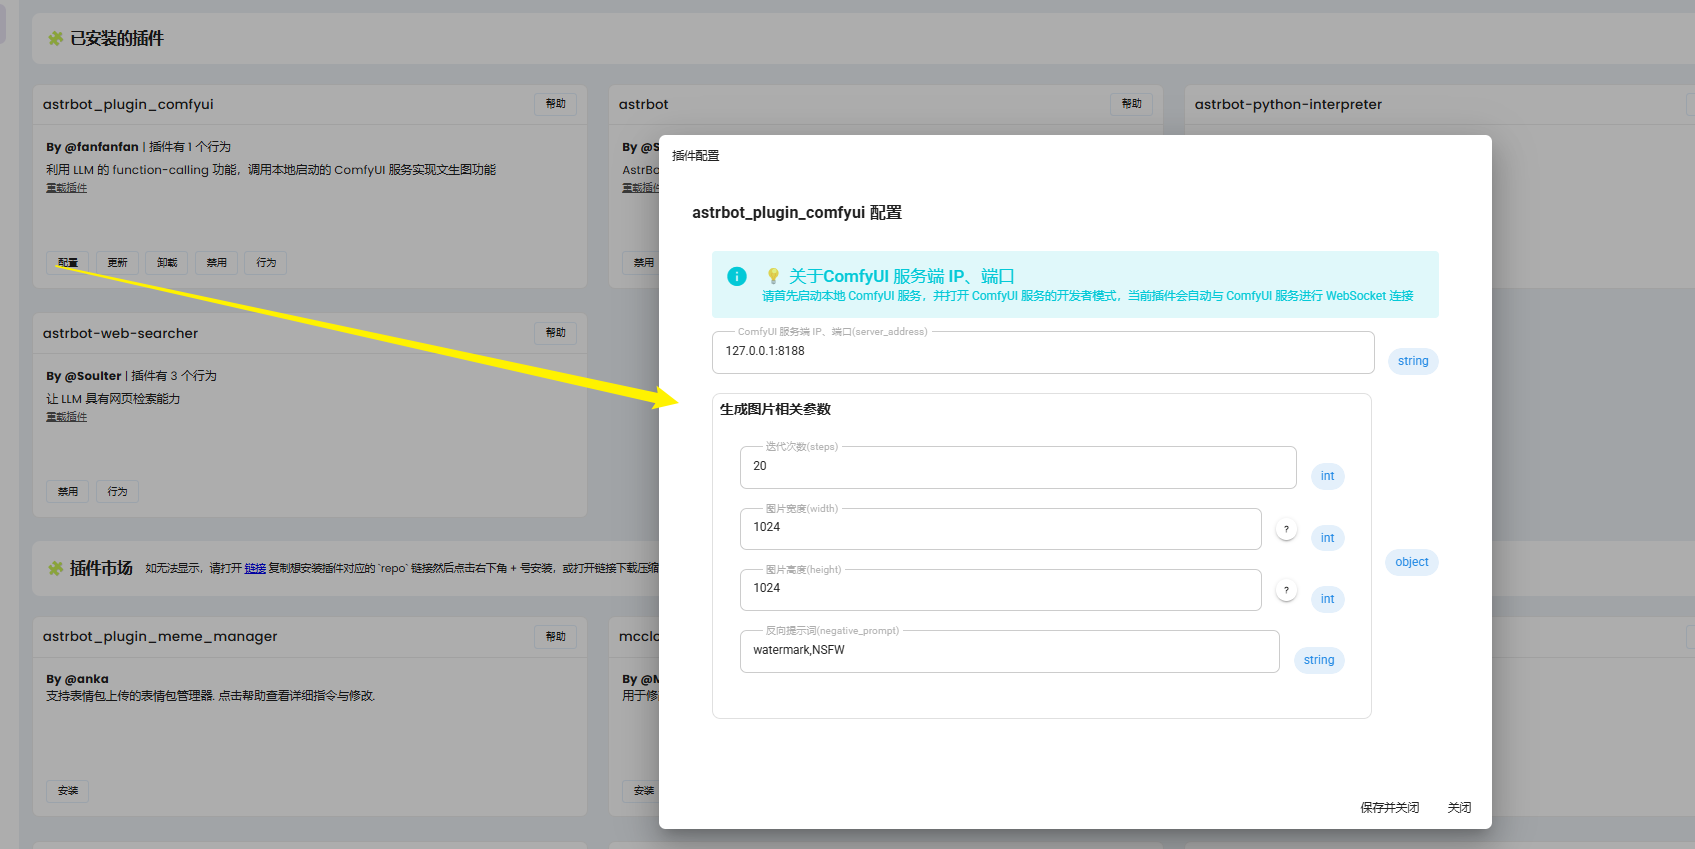 已安装的插件
astrbot_plugin_comfyui
帮助
By @fanfanfan | 插件有 1 个行为
利用 LLM 的 function-calling 功能，调用本地启动的 ComfyUI 服务实现文生图功能
重载插件
配置
更新
卸载
禁用
行为
astrbot
帮助
By @S
AstrBo
重载插件
禁用
astrbot-python-interpreter
astrbot-web-searcher
帮助
By @Soulter | 插件有 3 个行为
让 LLM 具有网页检索能力
重载插件
禁用
行为
插件市场 如无法显示，请打开 链接 复制想安装插件对应的 `repo` 链接然后点击右下角 + 号安装，或打开链接下载压缩
astrbot_plugin_meme_manager
帮助
By @anka
支持表情包上传的表情包管理器. 点击帮助查看详细指令与修改.
安装
mcclo
By @M
用于修
安装
插件配置
astrbot_plugin_comfyui 配置
💡 关于ComfyUI 服务端 IP、端口
请首先启动本地 ComfyUI 服务，并打开 ComfyUI 服务的开发者模式，当前插件会自动与 ComfyUI 服务进行 WebSocket 连接
ComfyUI 服务端 IP、端口(server_address)
127.0.0.1:8188
string
生成图片相关参数
迭代次数(steps)
20
int
图片宽度(width)
1024
?
int
图片高度(height)
1024
?
int
反向提示词(negative_prompt)
watermark,NSFW
string
object
保存并关闭
关闭